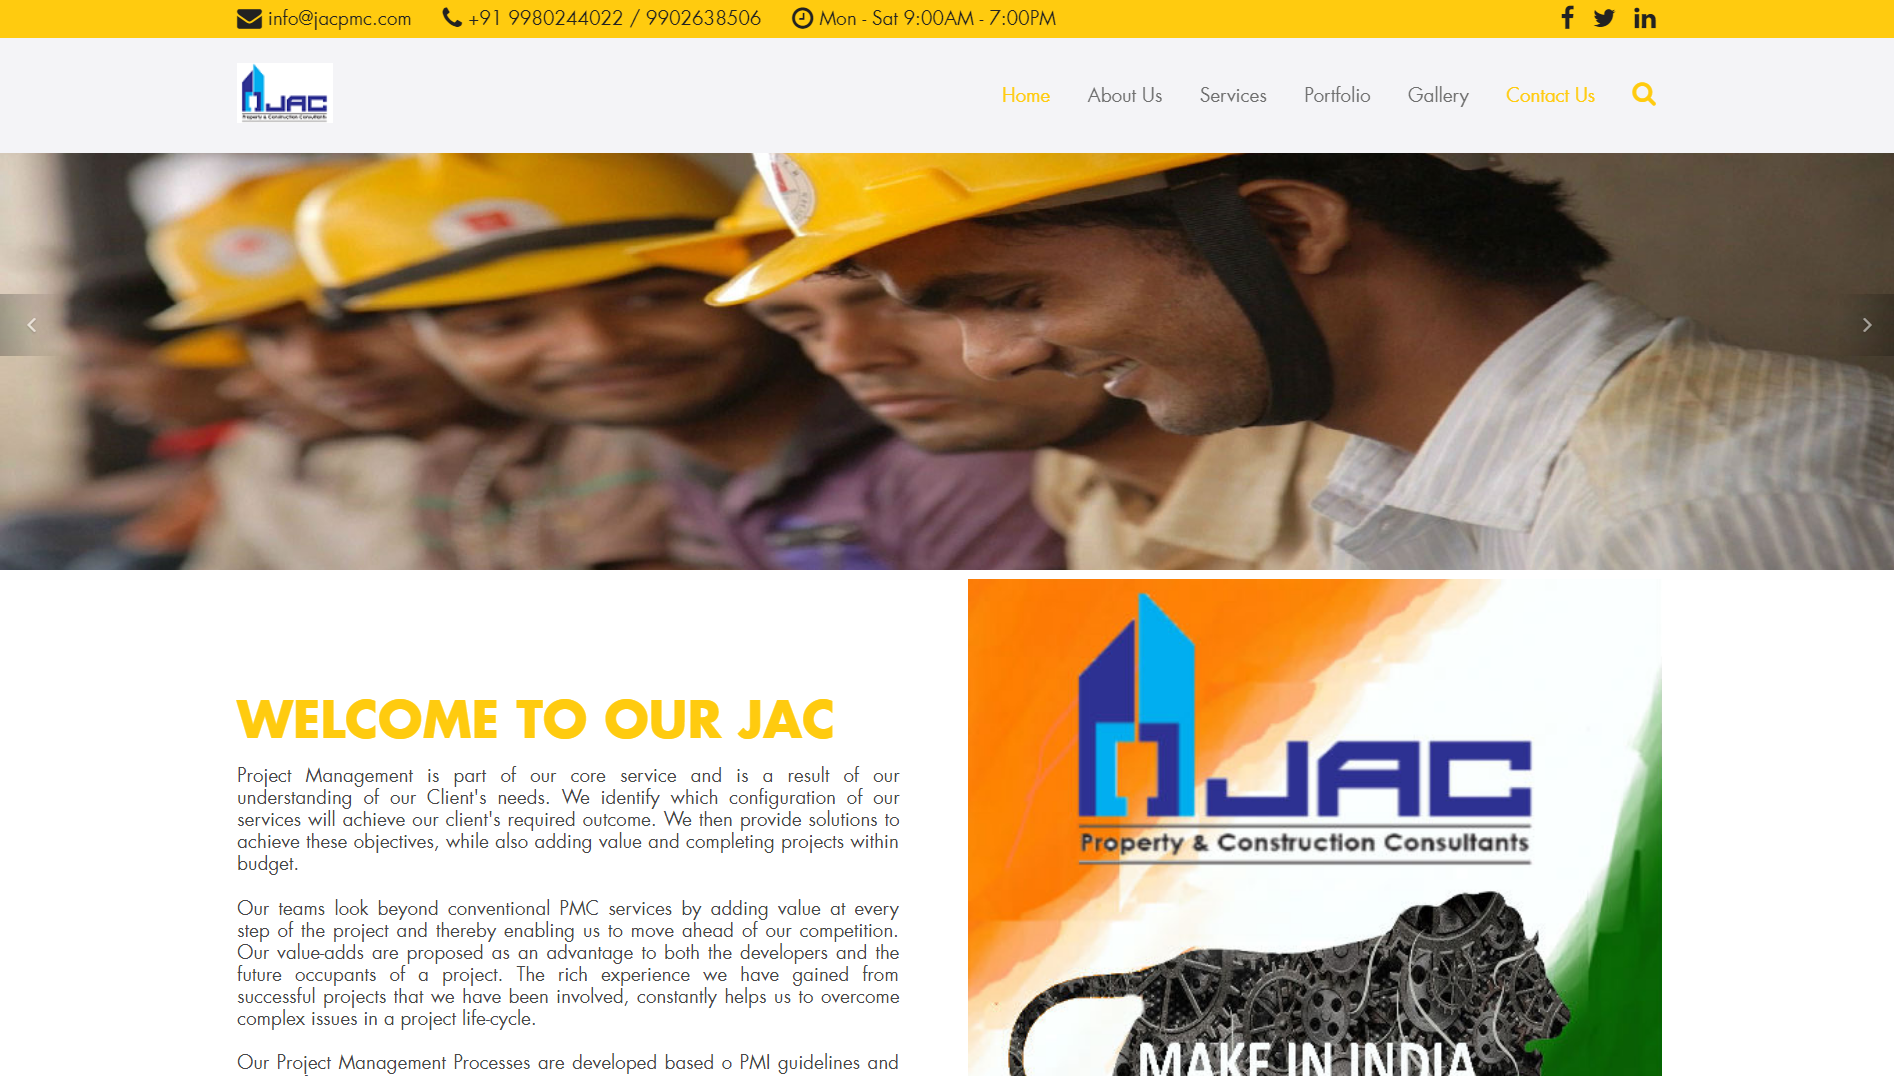 info@jacpmc.com +91 9980244022 / 9902638506 Mon - Sat 9:00AM - 7:00PM
JAC
Property & Construction Consultants
Home About Us Services Portfolio Gallery Contact Us
WELCOME TO OUR JAC
Project Management is part of our core service and is a result of our
understanding of our Client's needs. We identify which configuration of our
services will achieve our client's required outcome. We then provide solutions to
achieve these objectives, while also adding value and completing projects within
budget.
Our teams look beyond conventional PMC services by adding value at every
step of the project and thereby enabling us to move ahead of our competition.
Our value-adds are proposed as an advantage to both the developers and the
future occupants of a project. The rich experience we have gained from
successful projects that we have been involved, constantly helps us to overcome
complex issues in a project life-cycle.
Our Project Management Processes are developed based o PMI guidelines and
JAC
Property & Construction Consultants
MAKE IN INDIA